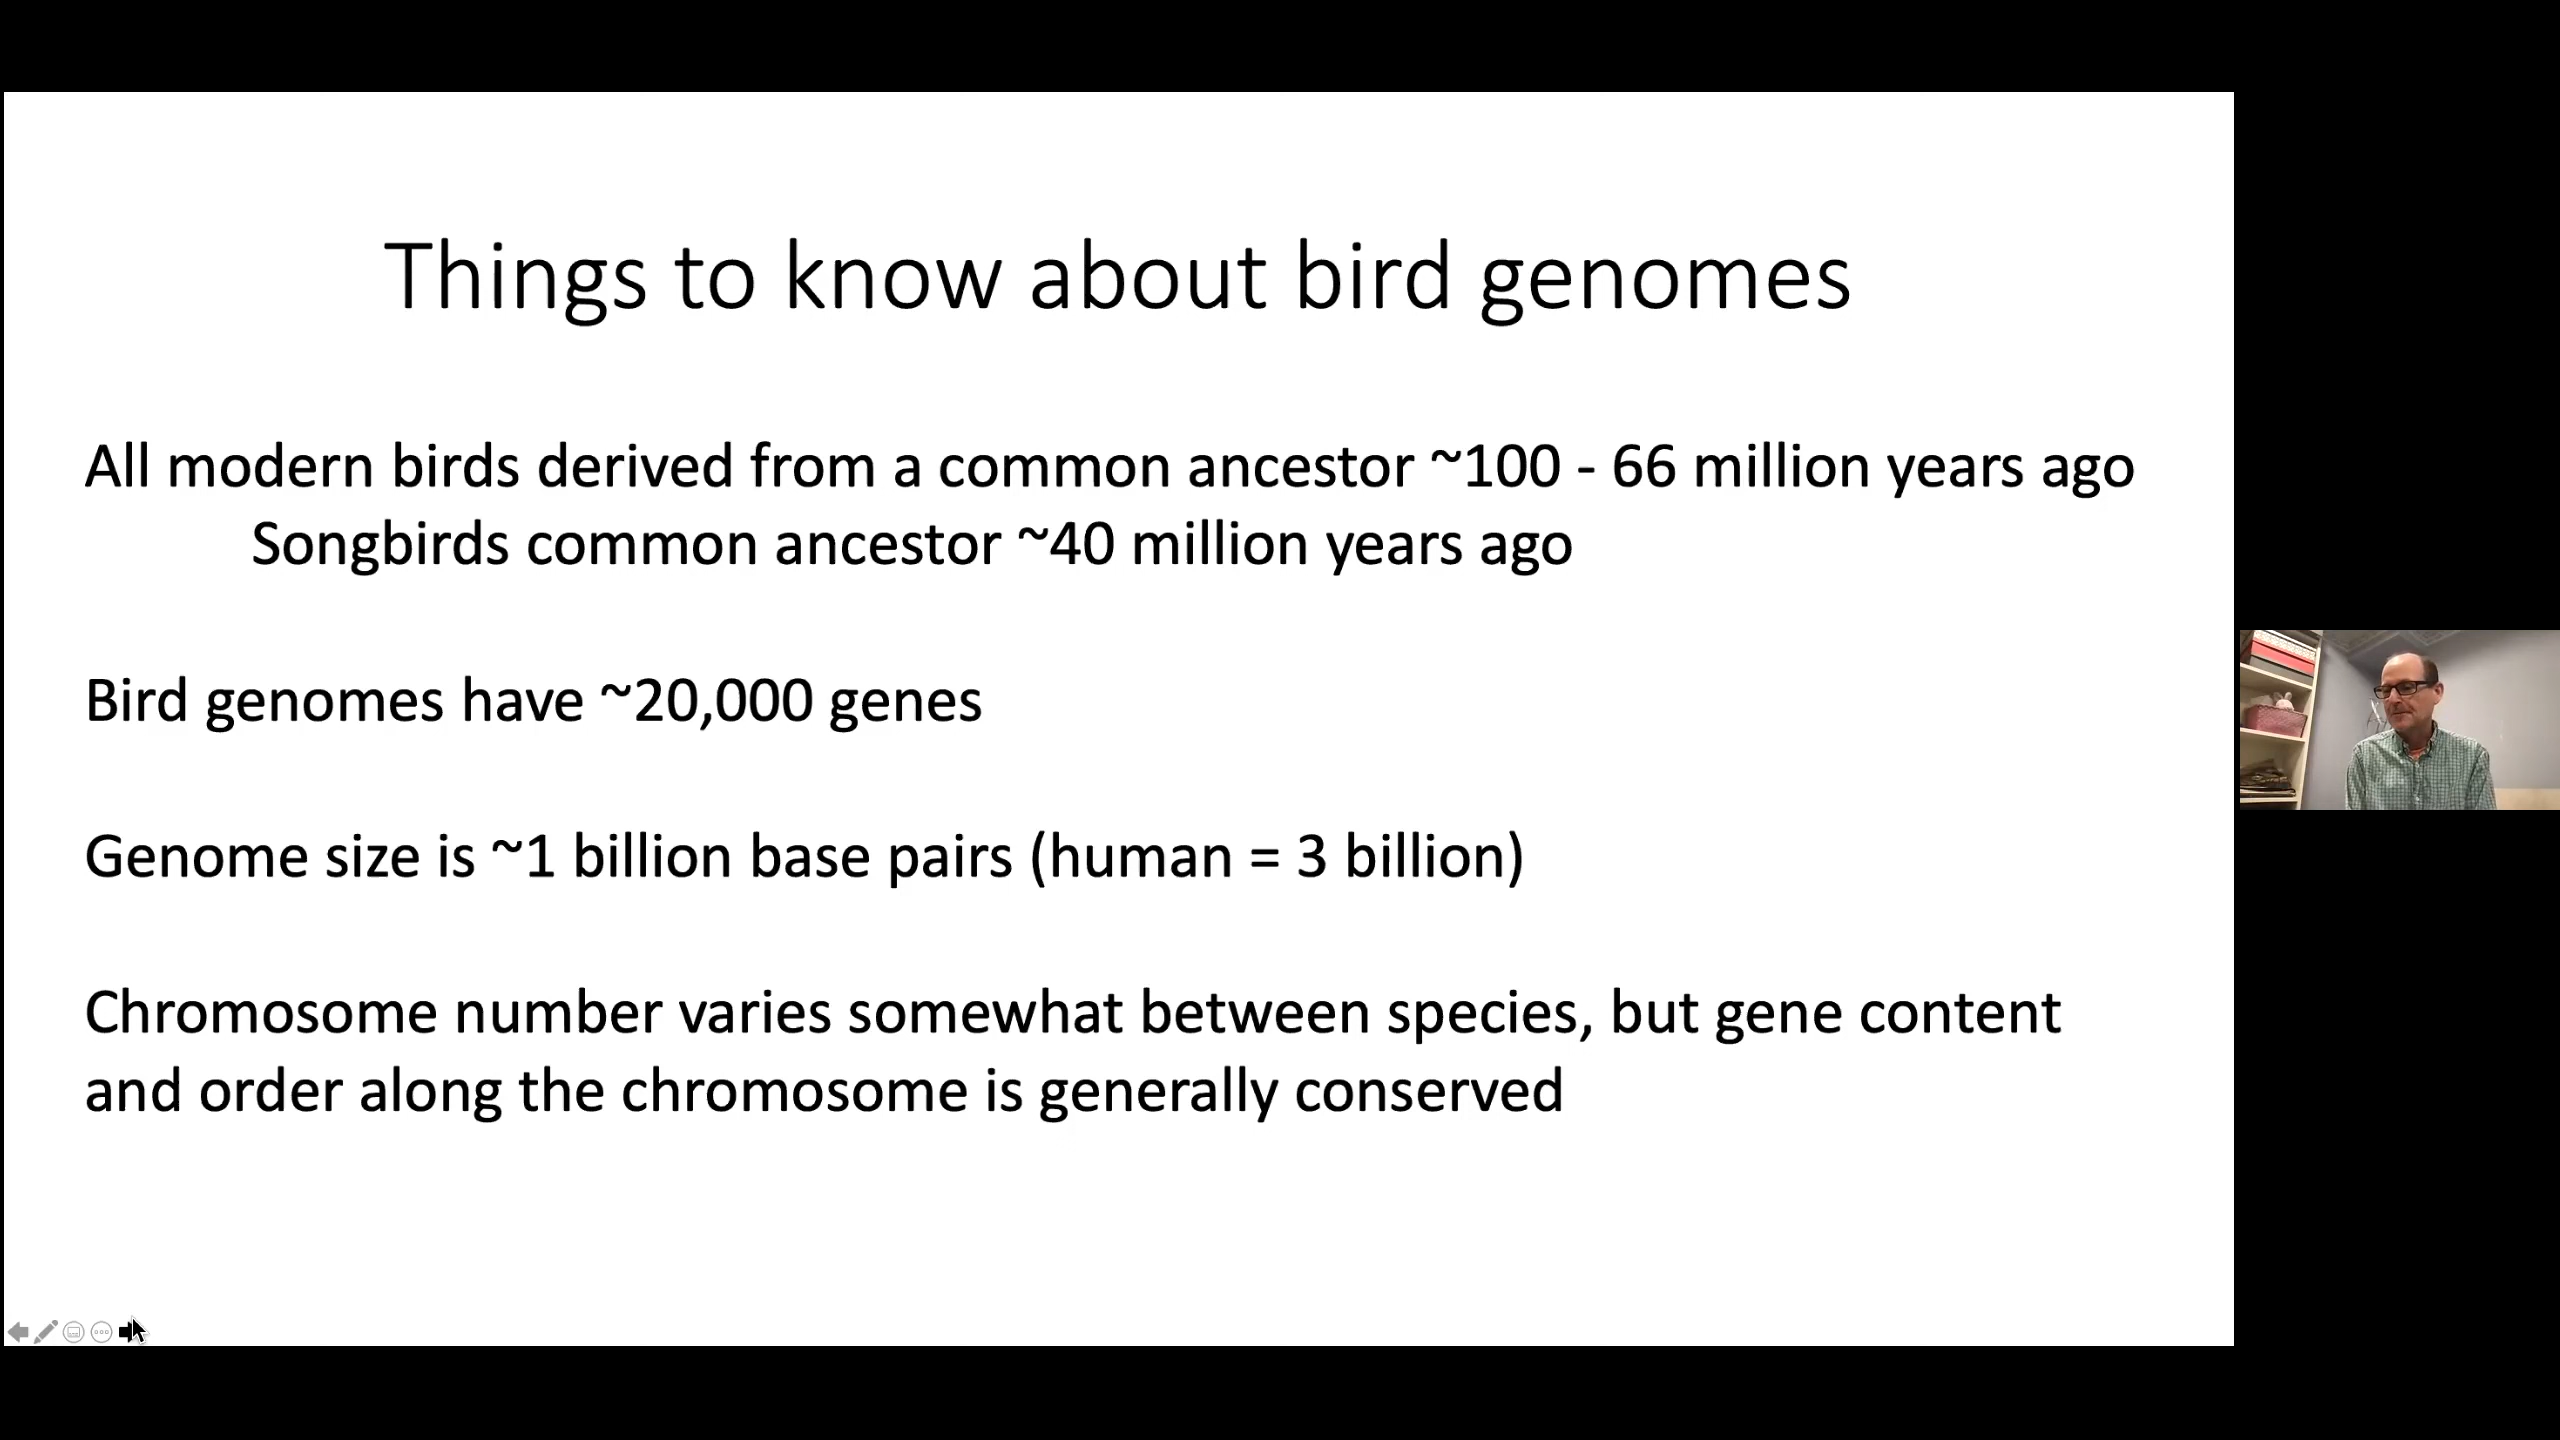 Things to know about bird genomes
All modern birds derived from a common ancestor ~100 - 66 million years ago
Songbirds common ancestor ~40 million years ago
Bird genomes have ~20,000 genes
Genome size is ~1 billion base pairs (human = 3 billion)
Chromosome number varies somewhat between species, but gene content
and order along the chromosome is generally conserved